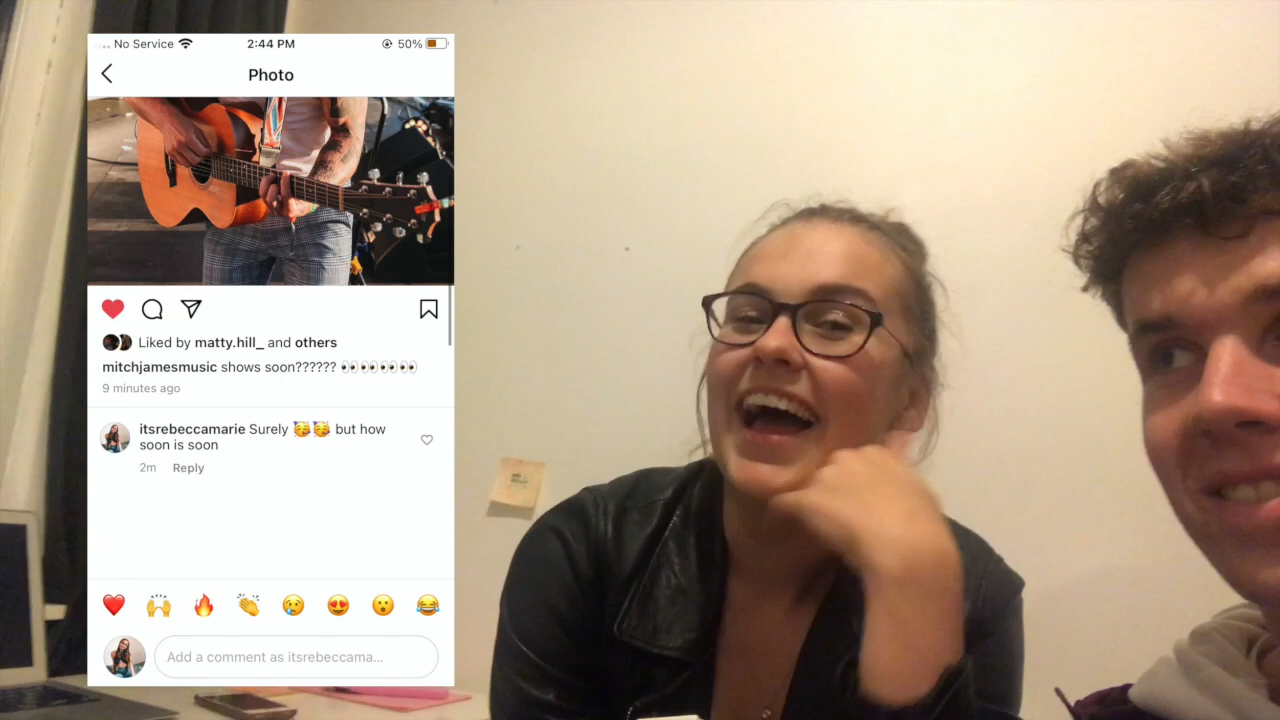 No Service 2:44 PM 50%
Photo
Liked by matty.hill_ and others
mitchjamesmusic shows soon?????? 👀👀👀👀
9 minutes ago
itsrebeccamarie Surely 🥳🥳 but how
soon is soon
2m Reply
❤️ 🙌 🔥 👏 😢 😍 😮 😂
Add a comment as itsrebeccama...